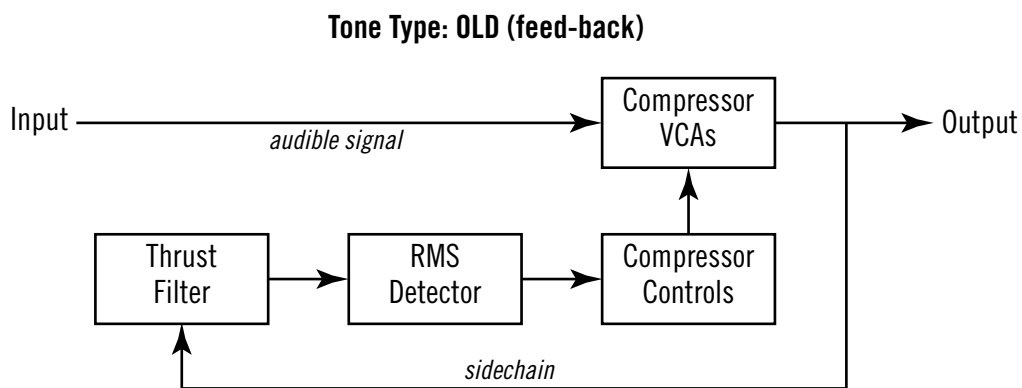 Tone Type: OLD (feed-back)
Input
audible signal
Compressor
VCAs
Output
Thrust
Filter
RMS
Detector
Compressor
Controls
sidechain